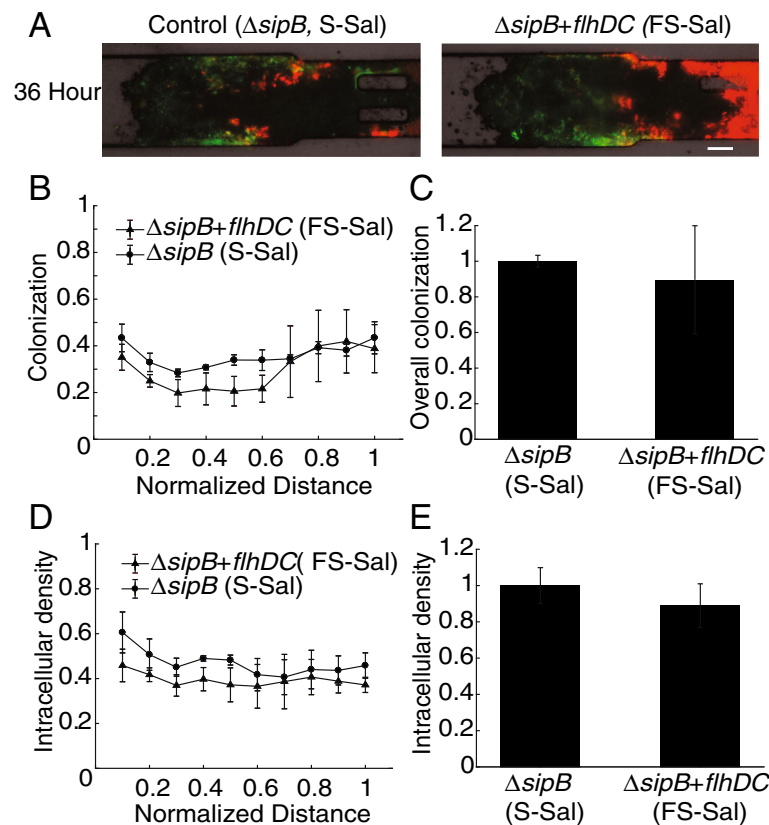 A
Control (ΔsipB, S-Sal)
ΔsipB+flhDC (FS-Sal)
36 Hour
B
1
0.8
0.6
0.4
0.2
0
Colonization
ΔsipB+flhDC (FS-Sal)
ΔsipB (S-Sal)
0.2 0.4 0.6 0.8 1
Normalized Distance
C
1.2
1
0.8
0.6
0.4
0.2
0
Overall colonization
ΔsipB
(S-Sal)
ΔsipB+flhDC
(FS-Sal)
D
1
0.8
0.6
0.4
0.2
0
Intracellular density
ΔsipB+flhDC( FS-Sal)
ΔsipB (S-Sal)
0.2 0.4 0.6 0.8 1
Normalized Distance
E
1.2
1
0.8
0.6
0.4
0.2
0
Intracellular density
ΔsipB
(S-Sal)
ΔsipB+flhDC
(FS-Sal)